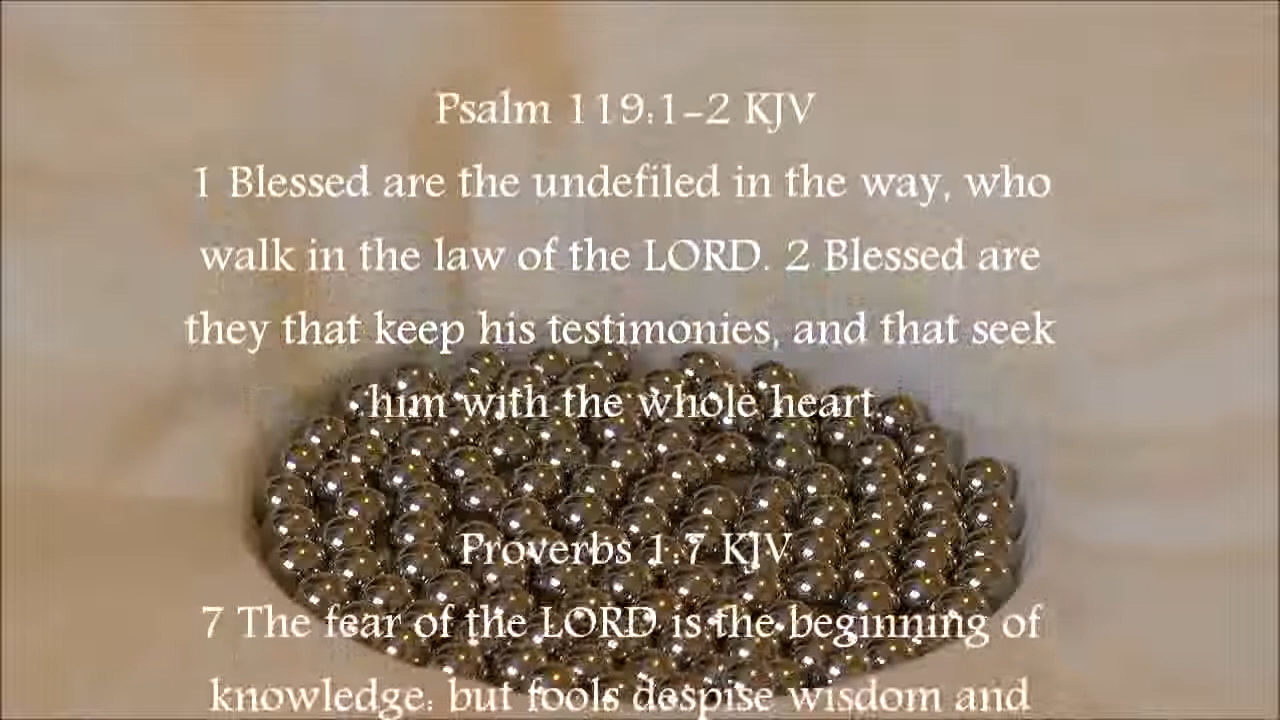 Psalm 119:1-2 KJV
1 Blessed are the undefiled in the way, who
walk in the law of the LORD. 2 Blessed are
they that keep his testimonies, and that seek
him with the whole heart.
Proverbs 1:7 KJV
7 The fear of the LORD is the beginning of
knowledge: but fools despise wisdom and